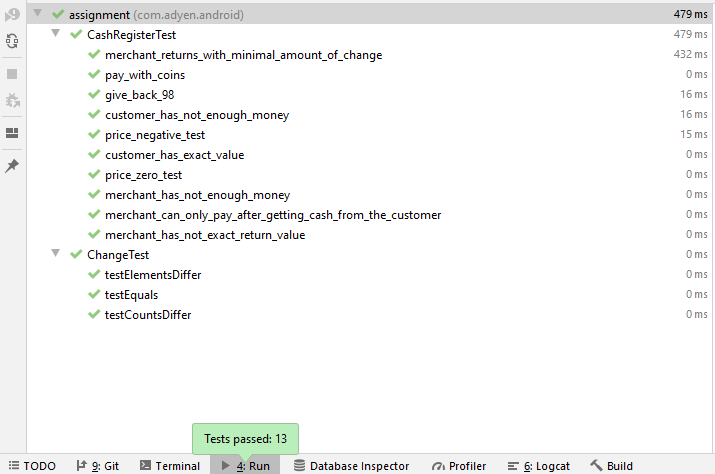 assignment (com.adyen.android) 479 ms
CashRegisterTest 479 ms
merchant_returns_with_minimal_amount_of_change 432 ms
pay_with_coins 0 ms
give_back_98 16 ms
customer_has_not_enough_money 16 ms
price_negative_test 15 ms
customer_has_exact_value 0 ms
price_zero_test 0 ms
merchant_has_not_enough_money 0 ms
merchant_can_only_pay_after_getting_cash_from_the_customer 0 ms
merchant_has_not_exact_return_value 0 ms
ChangeTest 0 ms
testElementsDiffer 0 ms
testEquals 0 ms
testCountsDiffer 0 ms
Tests passed: 13
TODO 9: Git Terminal 4: Run Database Inspector Profiler 6: Logcat Build